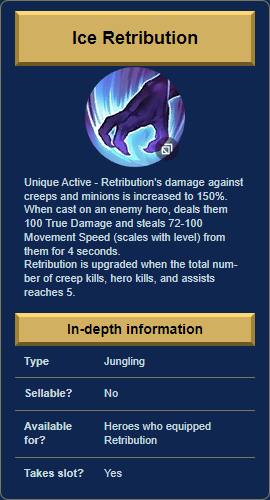 Ice Retribution
Unique Active - Retribution's damage against
creeps and minions is increased to 150%.
When cast on an enemy hero, deals them
100 True Damage and steals 72-100
Movement Speed (scales with level) from
them for 4 seconds.
Retribution is upgraded when the total num-
ber of creep kills, hero kills, and assists
reaches 5.
In-depth information
Type Jungling
Sellable? No
Available Heroes who equipped
for? Retribution
Takes slot? Yes